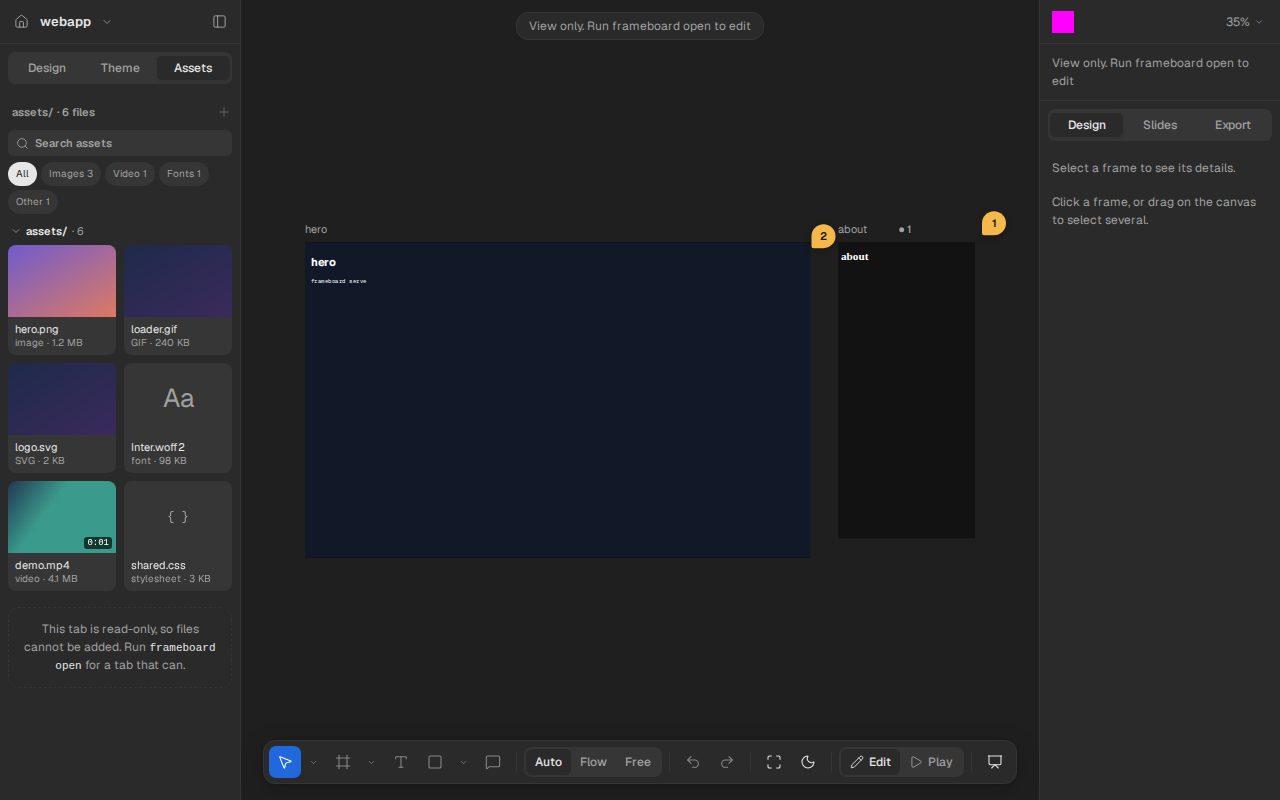 webapp
View only. Run frameboard open to edit
35%
View only. Run frameboard open to
edit
Design Theme Assets
Design Slides Export
assets/ · 6 files
Search assets
All Images 3 Video 1 Fonts 1
Other 1
assets/ · 6
hero.png
image · 1.2 MB
loader.gif
GIF · 240 KB
logo.svg
SVG · 2 KB
Aa
Inter.woff2
font · 98 KB
0:01
demo.mp4
video · 4.1 MB
{ }
shared.css
stylesheet · 3 KB
This tab is read-only, so files
cannot be added. Run frameboard
open for a tab that can.
hero
2
about
1
1
hero
frameboard serve
about
Select a frame to see its details.
Click a frame, or drag on the canvas
to select several.
Auto Flow Free
Edit Play